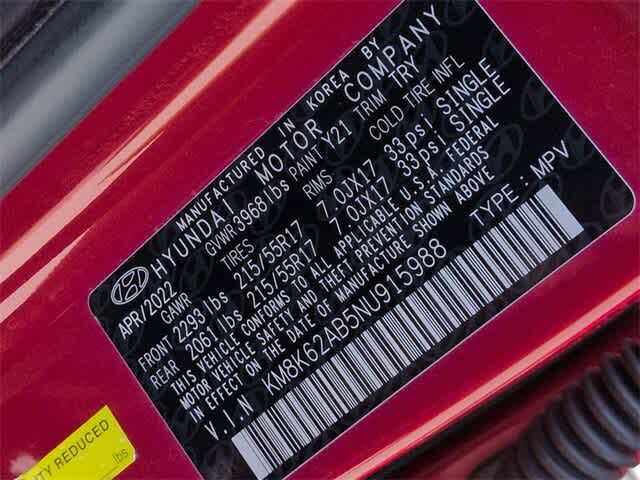 MANUFACTURED IN KOREA BY
HYUNDAI MOTOR COMPANY
APR/2022 GVWR 3968 lbs PAINT Y21 TRIM TRY
GAWR TIRES RIMS COLD TIRE INFL
FRONT 2293 lbs 215/55R17 7.0JX17 33 psi SINGLE
REAR 2061 lbs 215/55R17 7.0JX17 33 psi SINGLE
THIS VEHICLE CONFORMS TO ALL APPLICABLE U.S.A. FEDERAL
MOTOR VEHICLE SAFETY AND THEFT PREVENTION STANDARDS
IN EFFECT ON THE DATE OF MANUFACTURE SHOWN ABOVE
V.I.N KM8K62AB5NU915988 TYPE : MPV
TY REDUCED
lbs